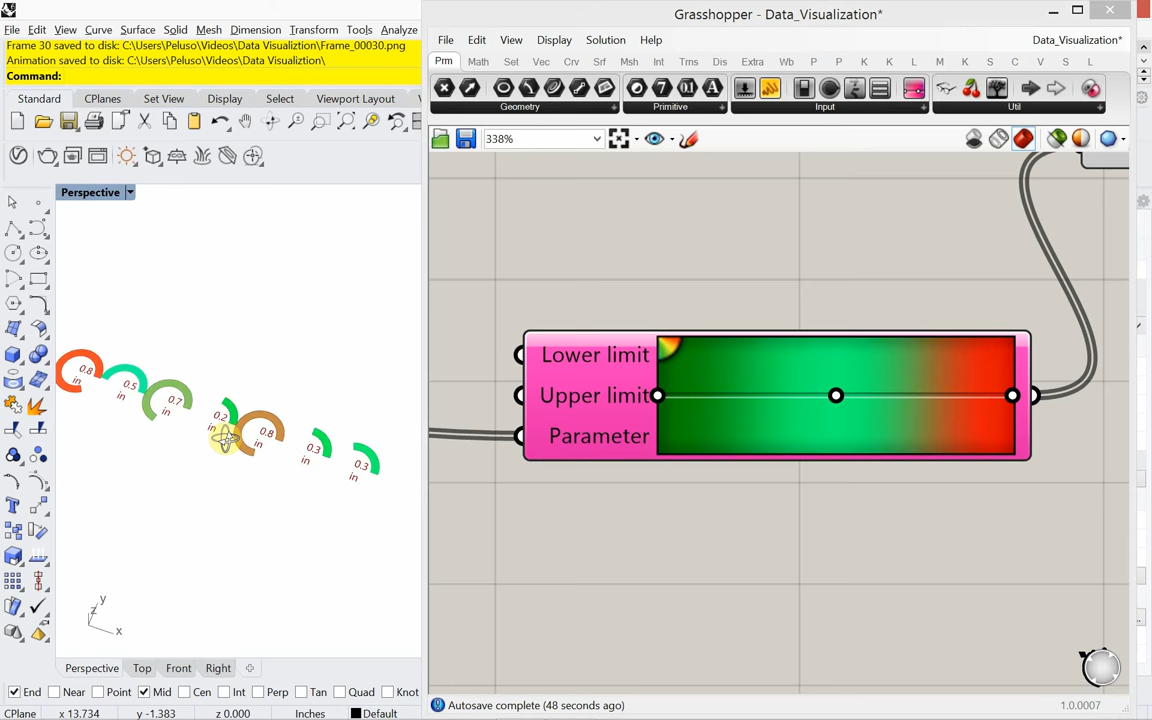 Grasshopper - Data_Visualization*
File Edit View Curve Surface Solid Mesh Dimension Transform Tools Analyze
Frame 30 saved to disk: C:\Users\Peluso\Videos\Data Visualiztion\Frame_00030.png
Animation saved to disk: C:\Users\Peluso\Videos\Data Visualiztion\
Command:
Standard CPlanes Set View Display Select Viewport Layout
File Edit View Display Solution Help Data_Visualization*
Prm Math Set Vec Crv Srf Msh Int Trns Dis Extra Wb P P K K L M K S C V S L
Geometry Primitive Input Util
338%
Perspective
Lower limit
Upper limit
Parameter
0.8
in
0.5
in
0.7
in
0.2
in
0.8
in
0.3
in
0.3
in
y
z
x
Perspective Top Front Right
End Near Point Mid Cen Int Perp Tan Quad Knot
CPlane x 13.734 y -1.383 z 0.000 Inches Default
Autosave complete (48 seconds ago) 1.0.0007